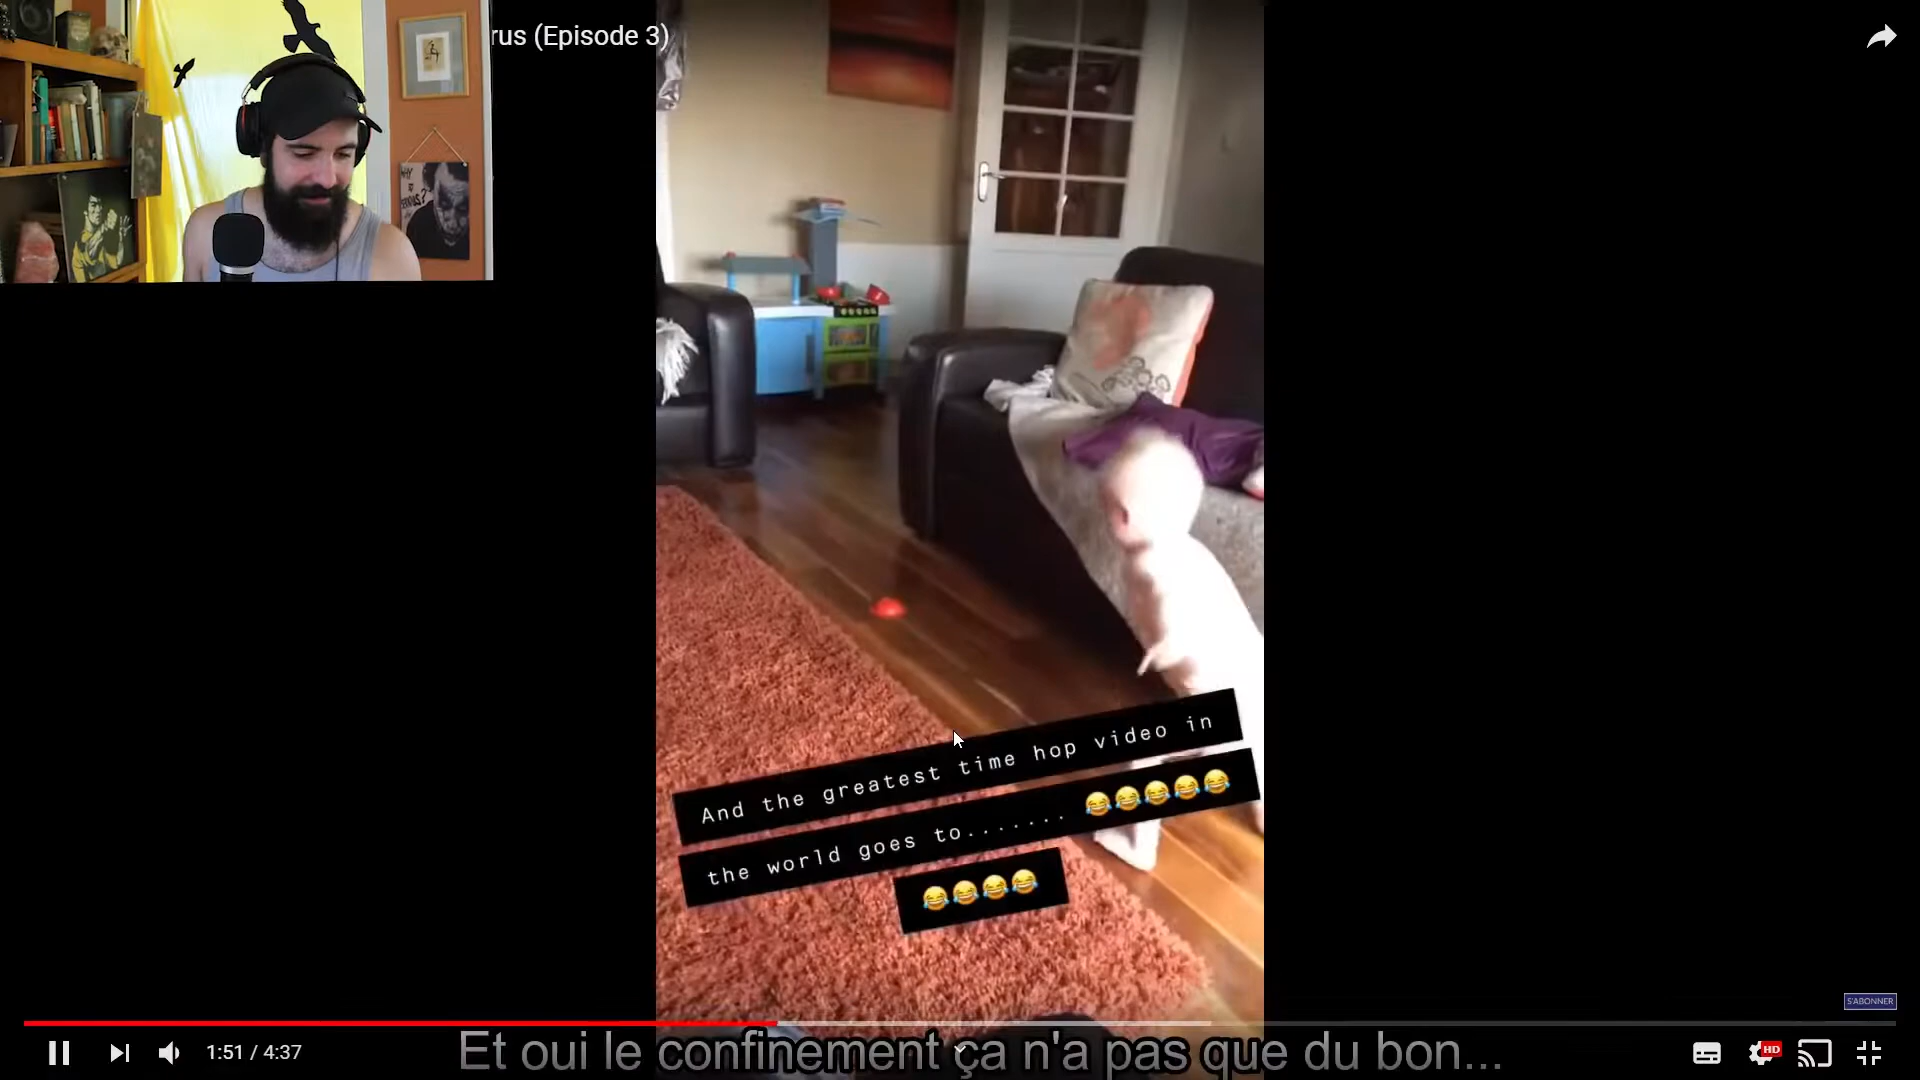 rus (Episode 3)
And the greatest time hop video in
the world goes to....... 😂😂😂😂😂
😂😂😂😂
S'ABONNER
1:51 / 4:37
HD
Et oui le confinement ça n'a pas que du bon...